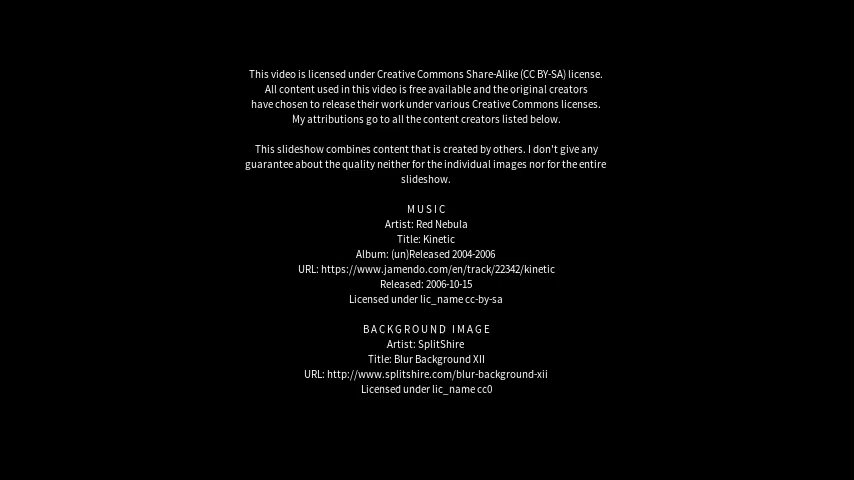 This video is licensed under Creative Commons Share-Alike (CC BY-SA) license.
All content used in this video is free available and the original creators
have chosen to release their work under various Creative Commons licenses.
My attributions go to all the content creators listed below.
This slideshow combines content that is created by others. I don't give any
guarantee about the quality neither for the individual images nor for the entire
slideshow.
MUSIC
Artist: Red Nebula
Title: Kinetic
Album: (un)Released 2004-2006
URL: https://www.jamendo.com/en/track/22342/kinetic
Released: 2006-10-15
Licensed under lic_name cc-by-sa
BACKGROUND IMAGE
Artist: SplitShire
Title: Blur Background XII
URL: http://www.splitshire.com/blur-background-xii
Licensed under lic_name cc0